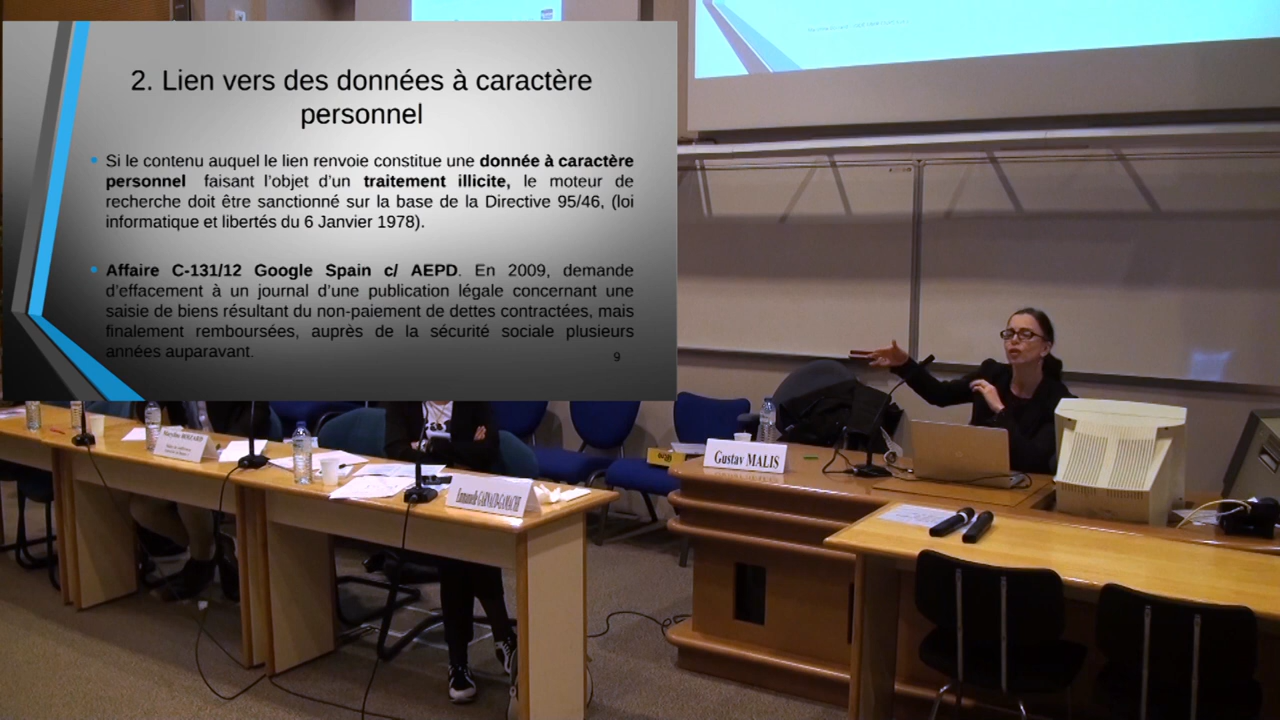 2. Lien vers des données à caractère
personnel
Si le contenu auquel le lien renvoie constitue une donnée à caractère
personnel faisant l'objet d'un traitement illicite, le moteur de
recherche doit être sanctionné sur la base de la Directive 95/46, (loi
informatique et libertés du 6 Janvier 1978).
Affaire C-131/12 Google Spain c/ AEPD. En 2009, demande
d'effacement à un journal d'une publication légale concernant une
saisie de biens résultant du non-paiement de dettes contractées, mais
finalement remboursées, auprès de la sécurité sociale plusieurs
années auparavant.
9
Gustav MALIS
Emmanuelle GARNAUD-GAMACHE